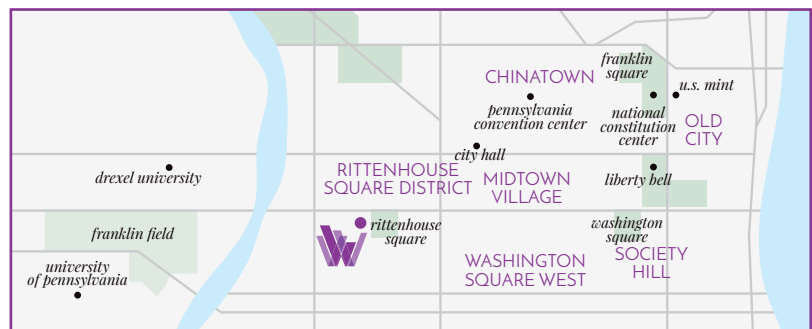 franklin
square
CHINATOWN
u.s. mint
pennsylvania
convention center
national
constitution
center
OLD
CITY
city hall
drexel university
RITTENHOUSE
SQUARE DISTRICT
MIDTOWN
VILLAGE
liberty bell
franklin field
W
rittenhouse
square
washington
square
SOCIETY
HILL
WASHINGTON
SQUARE WEST
university
of pennsylvania